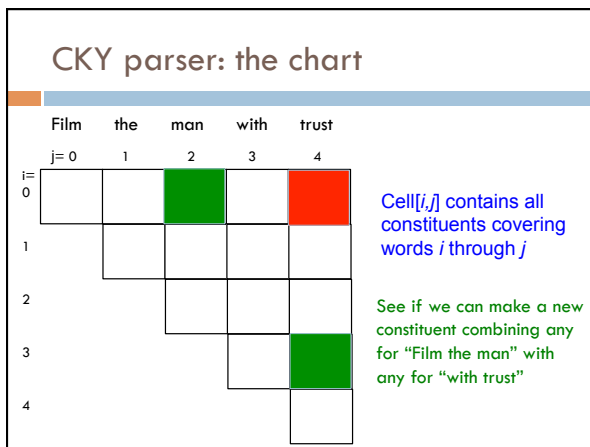 CKY parser: the chart
Film the man with trust
j= 0 1 2 3 4
i=
0
1
2
3
4
Cell[i,j] contains all
constituents covering
words i through j
See if we can make a new
constituent combining any
for “Film the man” with
any for “with trust”